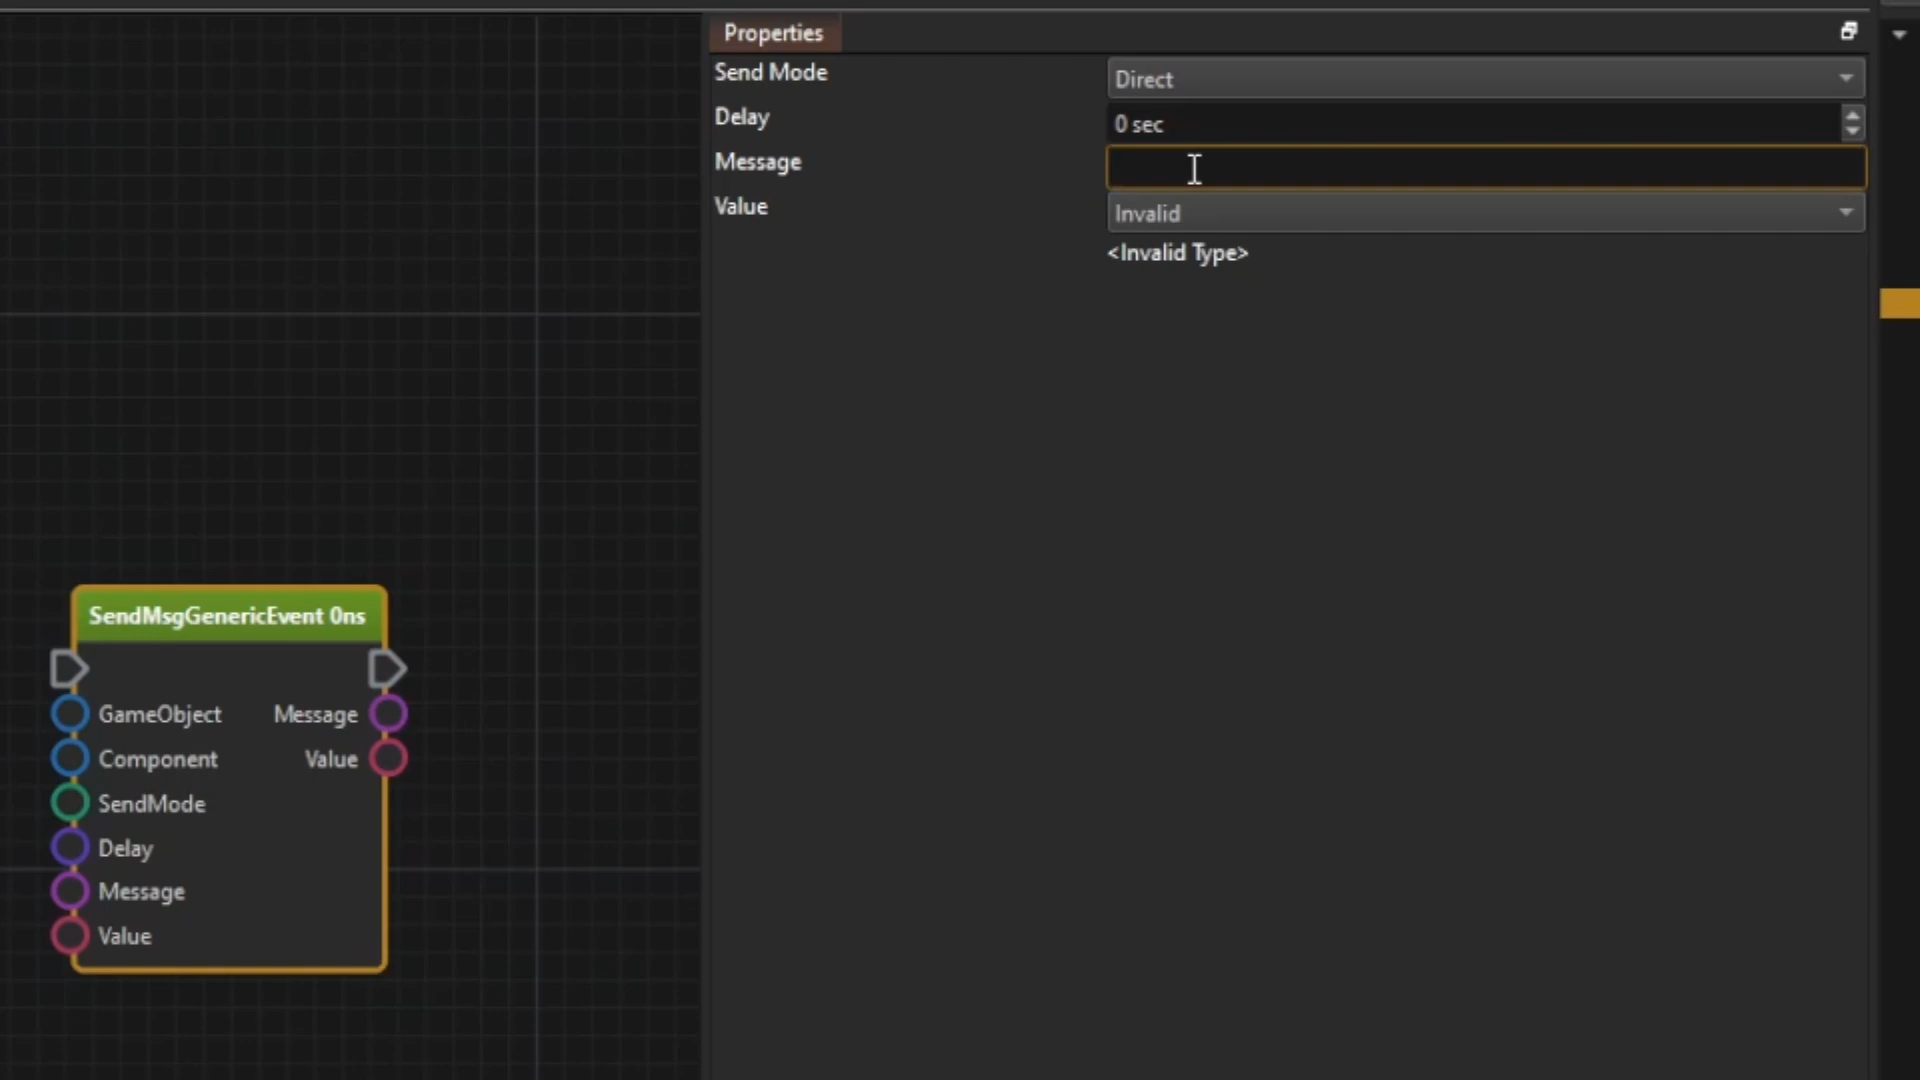 Properties
Send Mode
Direct
Delay
0 sec
Message
Value
Invalid
<Invalid Type>
SendMsgGenericEvent 0ns
GameObject Message
Component Value
SendMode
Delay
Message
Value